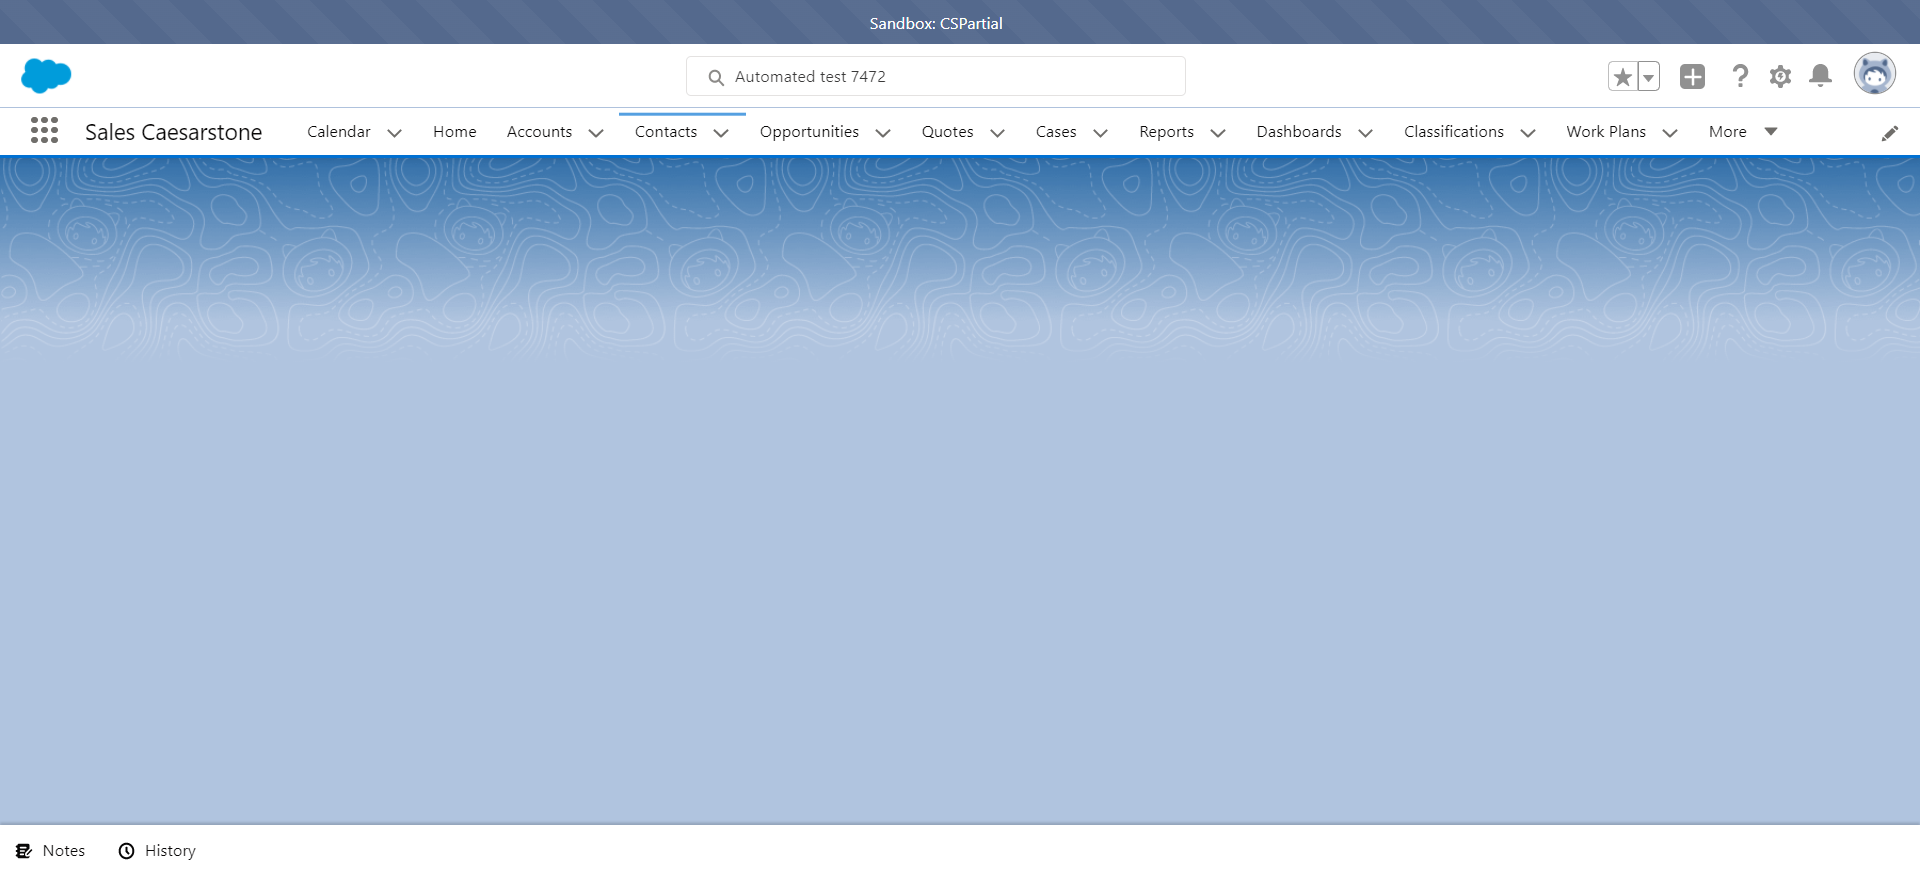 Sandbox: CSPartial
Automated test 7472
Sales Caesarstone
Calendar
Home
Accounts
Contacts
Opportunities
Quotes
Cases
Reports
Dashboards
Classifications
Work Plans
More
Notes
History